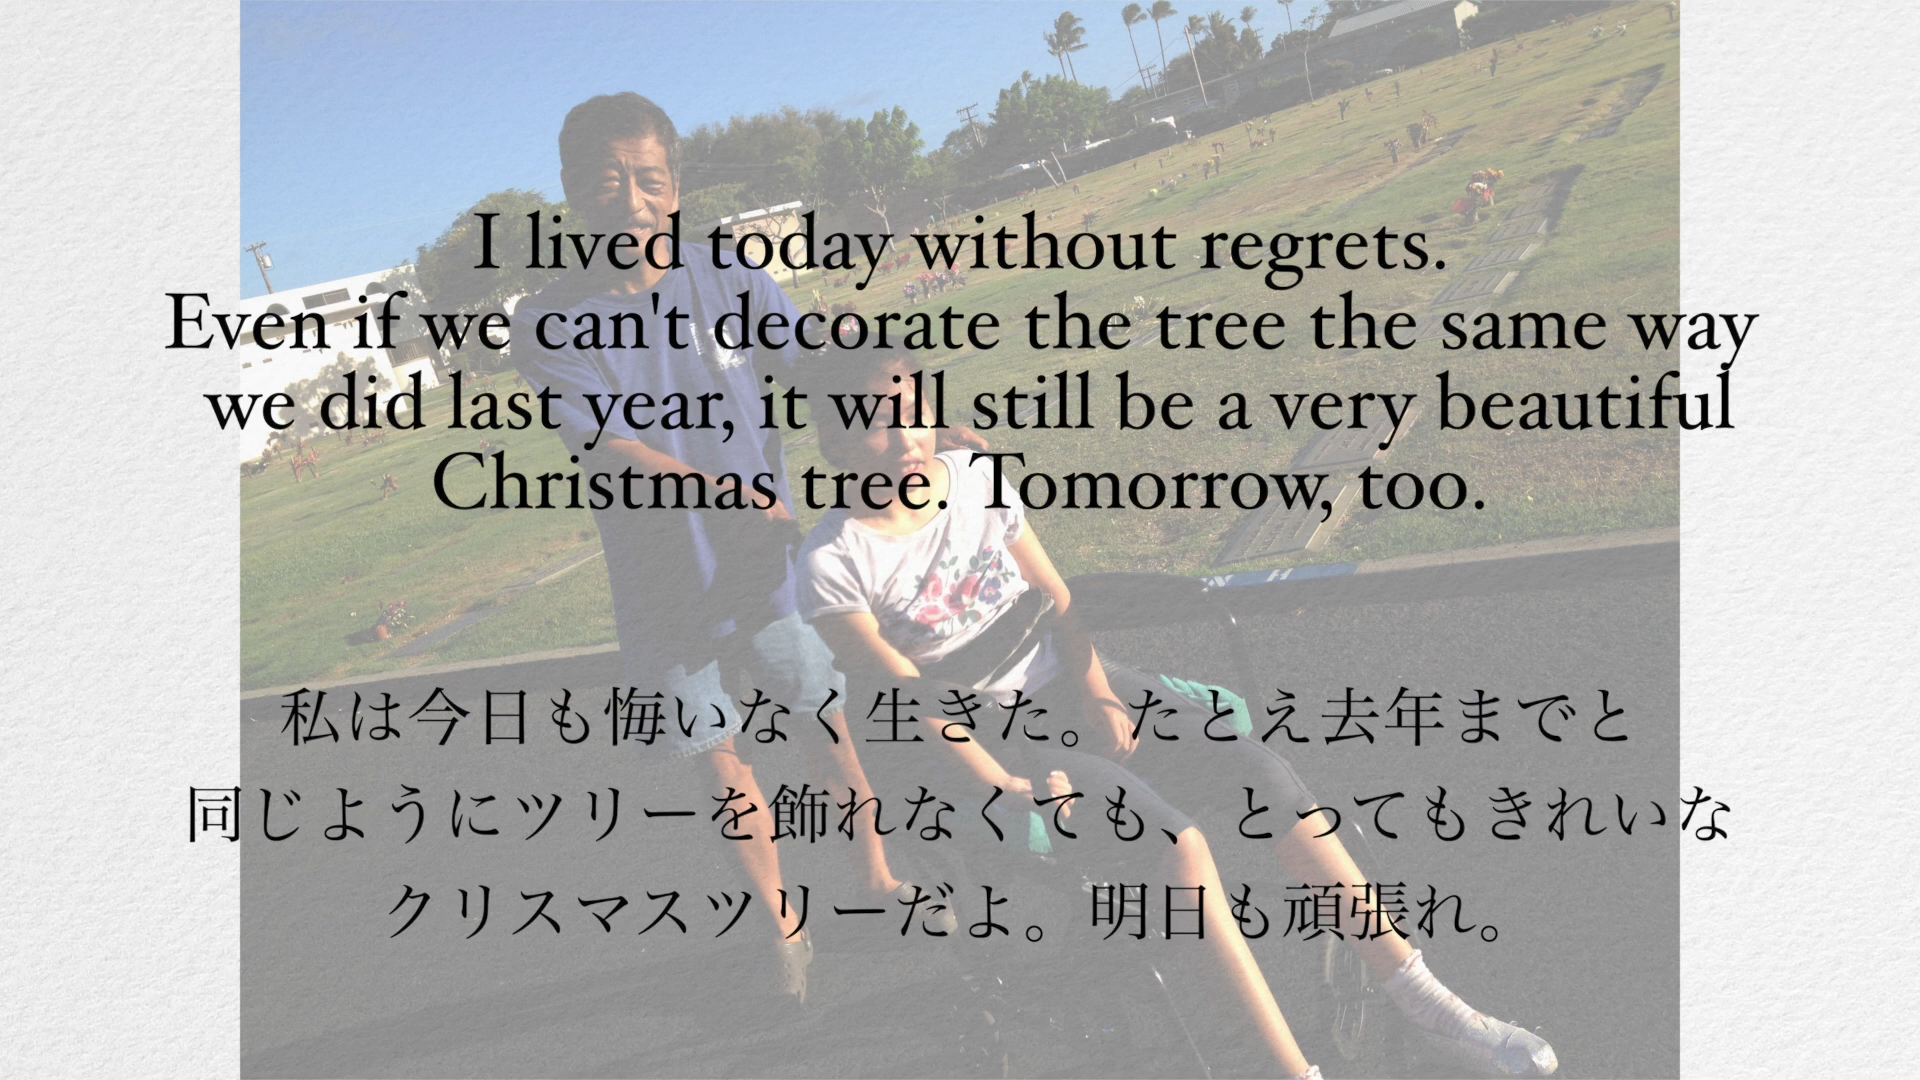 I lived today without regrets.
Even if we can't decorate the tree the same way
we did last year, it will still be a very beautiful
Christmas tree. Tomorrow, too.
私は今日も悔いなく生きた。たとえ去年までと
同じようにツリーを飾れなくても、とってもきれいな
クリスマスツリーだよ。明日も頑張れ。